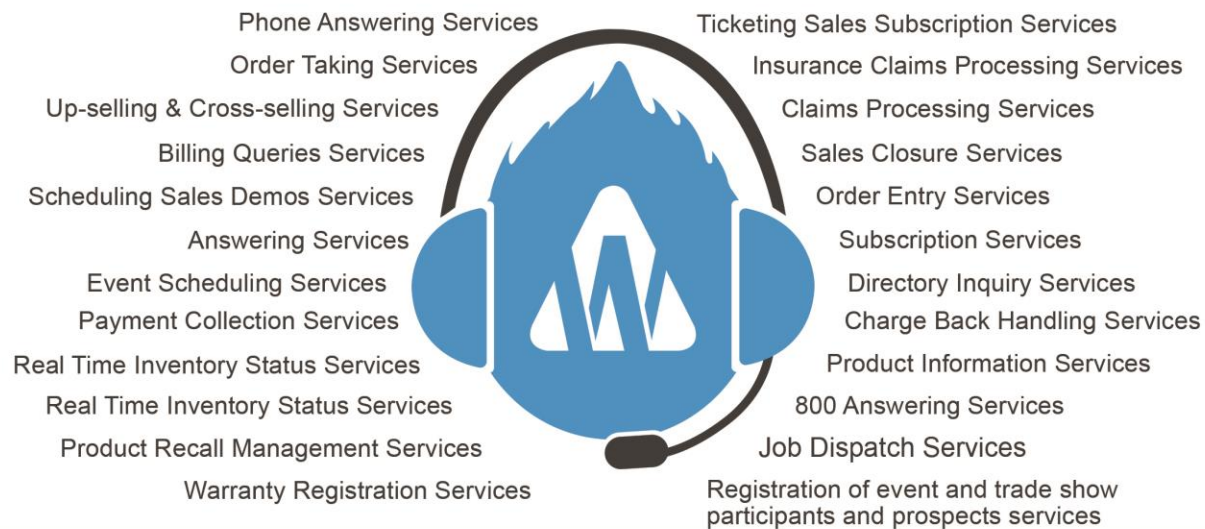 Phone Answering Services
Order Taking Services
Up-selling & Cross-selling Services
Billing Queries Services
Scheduling Sales Demos Services
Answering Services
Event Scheduling Services
Payment Collection Services
Real Time Inventory Status Services
Real Time Inventory Status Services
Product Recall Management Services
Warranty Registration Services
Ticketing Sales Subscription Services
Insurance Claims Processing Services
Claims Processing Services
Sales Closure Services
Order Entry Services
Subscription Services
Directory Inquiry Services
Charge Back Handling Services
Product Information Services
800 Answering Services
Job Dispatch Services
Registration of event and trade show
participants and prospects services